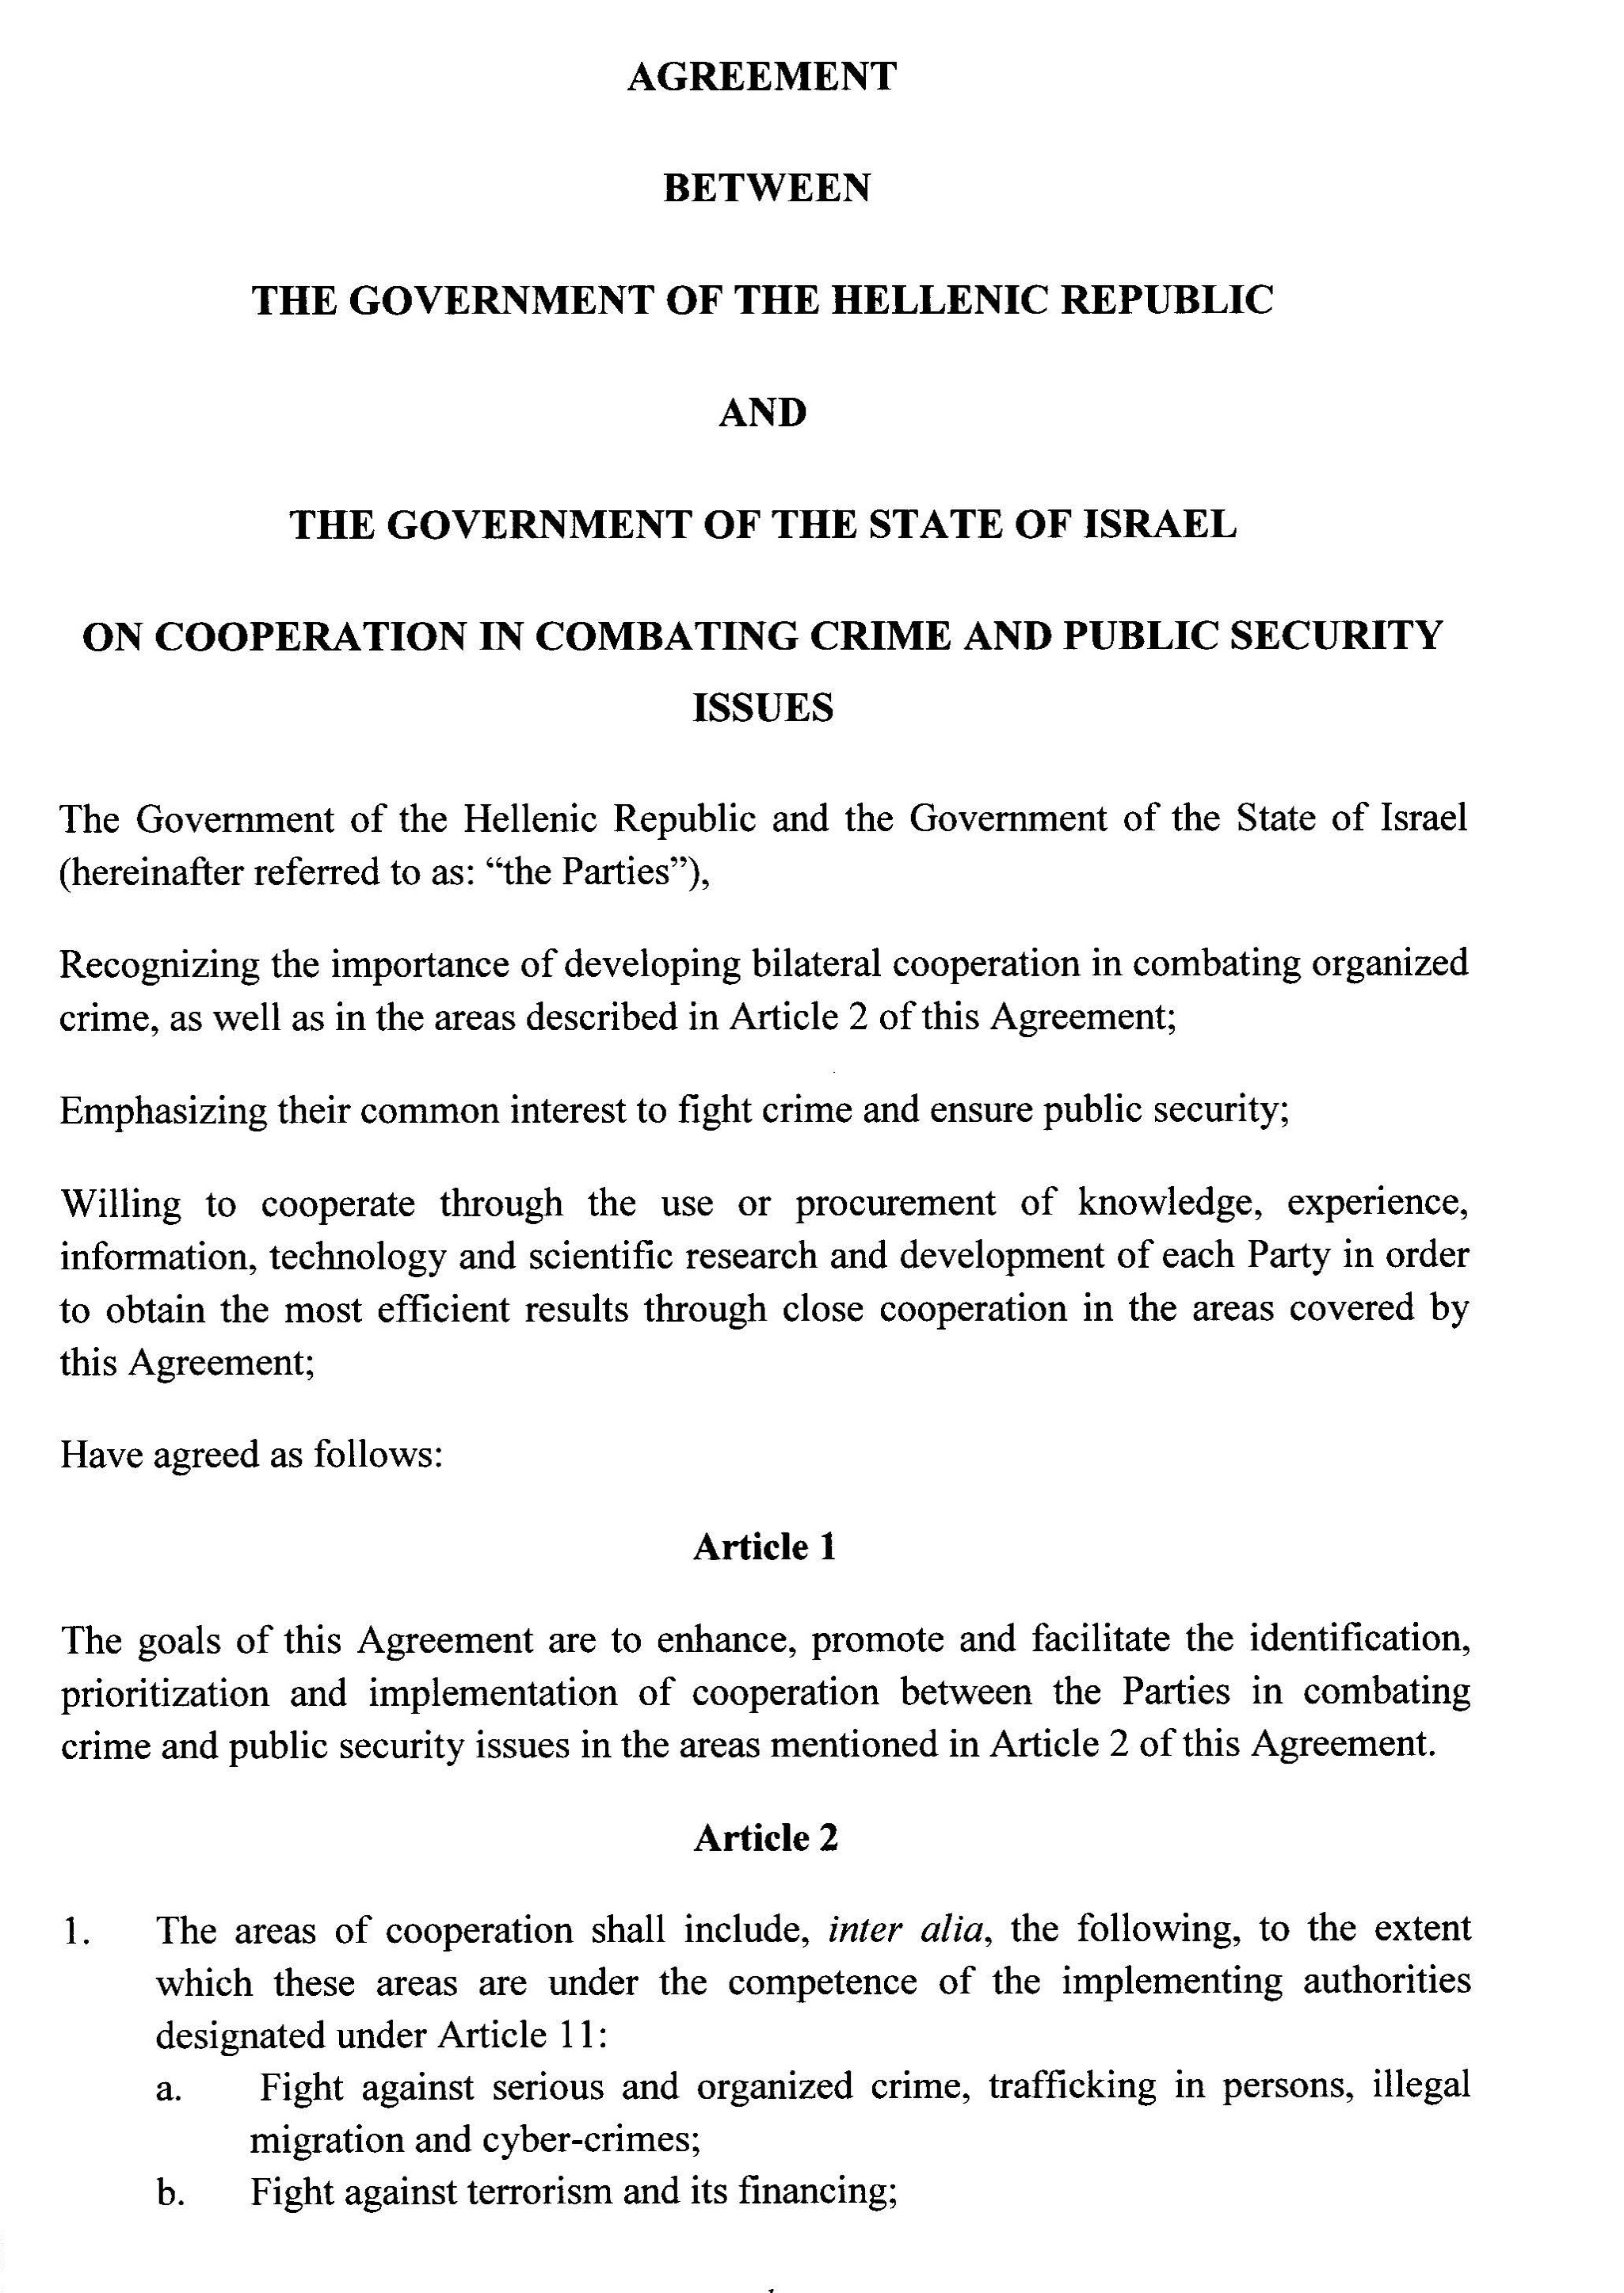 AGREEMENT
BETWEEN
THE GOVERNMENT OF THE HELLENIC REPUBLIC
AND
THE GOVERNMENT OF THE STATE OF ISRAEL
ON COOPERATION IN COMBATING CRIME AND PUBLIC SECURITY
ISSUES
The Government of the Hellenic Republic and the Government of the State of Israel
(hereinafter referred to as: “the Parties”),
Recognizing the importance of developing bilateral cooperation in combating organized
crime, as well as in the areas described in Article 2 of this Agreement;
Emphasizing their common interest to fight crime and ensure public security;
Willing to cooperate through the use or procurement of knowledge, experience,
information, technology and scientific research and development of each Party in order
to obtain the most efficient results through close cooperation in the areas covered by
this Agreement;
Have agreed as follows:
Article 1
The goals of this Agreement are to enhance, promote and facilitate the identification,
prioritization and implementation of cooperation between the Parties in combating
crime and public security issues in the areas mentioned in Article 2 of this Agreement.
Article 2
1. The areas of cooperation shall include, inter alia, the following, to the extent
which these areas are under the competence of the implementing authorities
designated under Article 11:
a. Fight against serious and organized crime, trafficking in persons, illegal
migration and cyber-crimes;
b. Fight against terrorism and its financing;